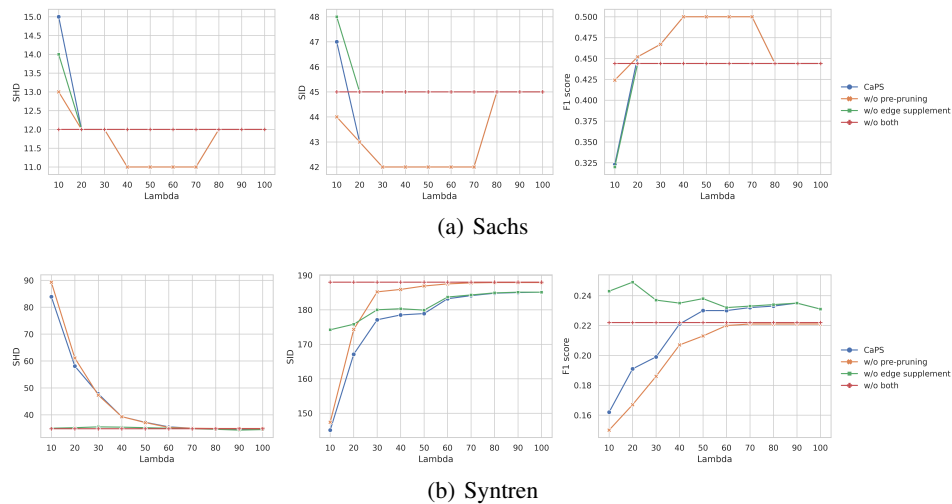 15.0
14.5
14.0
13.5
13.0
12.5
12.0
11.5
11.0
SHD
10 20 30 40 50 60 70 80 90 100
Lambda
48
47
46
45
44
43
42
SID
10 20 30 40 50 60 70 80 90 100
Lambda
0.500
0.475
0.450
0.425
0.400
0.375
0.350
0.325
F1 score
10 20 30 40 50 60 70 80 90 100
Lambda
CaPS
w/o pre-pruning
w/o edge supplement
w/o both
(a) Sachs
90
80
70
60
50
40
SHD
10 20 30 40 50 60 70 80 90 100
Lambda
190
180
170
160
150
SID
10 20 30 40 50 60 70 80 90 100
Lambda
0.24
0.22
0.20
0.18
0.16
F1 score
10 20 30 40 50 60 70 80 90 100
Lambda
CaPS
w/o pre-pruning
w/o edge supplement
w/o both
(b) Syntren